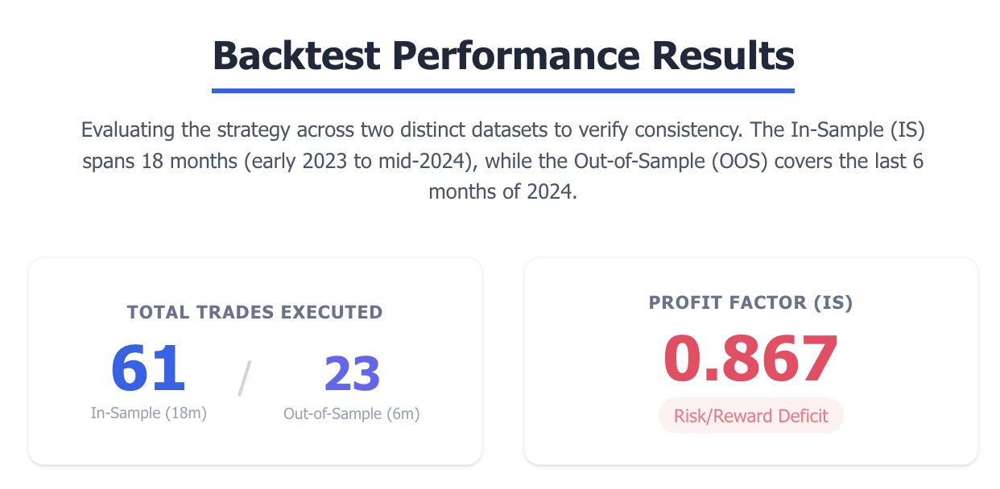 Backtest Performance Results
Evaluating the strategy across two distinct datasets to verify consistency. The In-Sample (IS)
spans 18 months (early 2023 to mid-2024), while the Out-of-Sample (OOS) covers the last 6
months of 2024.
TOTAL TRADES EXECUTED
61 / 23
In-Sample (18m) Out-of-Sample (6m)
PROFIT FACTOR (IS)
0.867
Risk/Reward Deficit